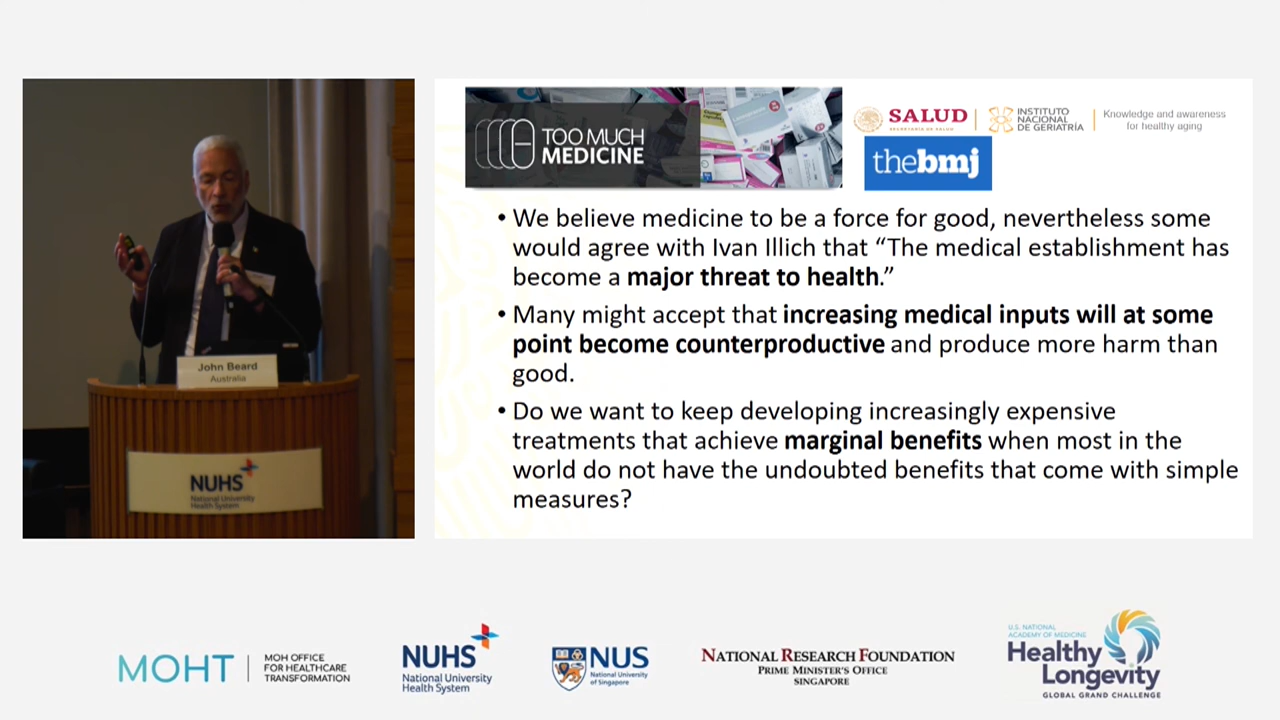 John Beard
Australia
NUHS
National University
Health System
TOO MUCH
MEDICINE
SALUD
SECRETARÍA DE SALUD
INSTITUTO
NACIONAL
DE GERIATRÍA
Knowledge and awareness
for healthy aging
thebmj
• We believe medicine to be a force for good, nevertheless some
would agree with Ivan Illich that “The medical establishment has
become a major threat to health.”
• Many might accept that increasing medical inputs will at some
point become counterproductive and produce more harm than
good.
• Do we want to keep developing increasingly expensive
treatments that achieve marginal benefits when most in the
world do not have the undoubted benefits that come with simple
measures?
MOHT
MOH OFFICE
FOR HEALTHCARE
TRANSFORMATION
NUHS
National University
Health System
NUS
National University
of Singapore
NATIONAL RESEARCH FOUNDATION
PRIME MINISTER'S OFFICE
SINGAPORE
U.S. NATIONAL
ACADEMY OF MEDICINE
Healthy
Longevity
GLOBAL GRAND CHALLENGE